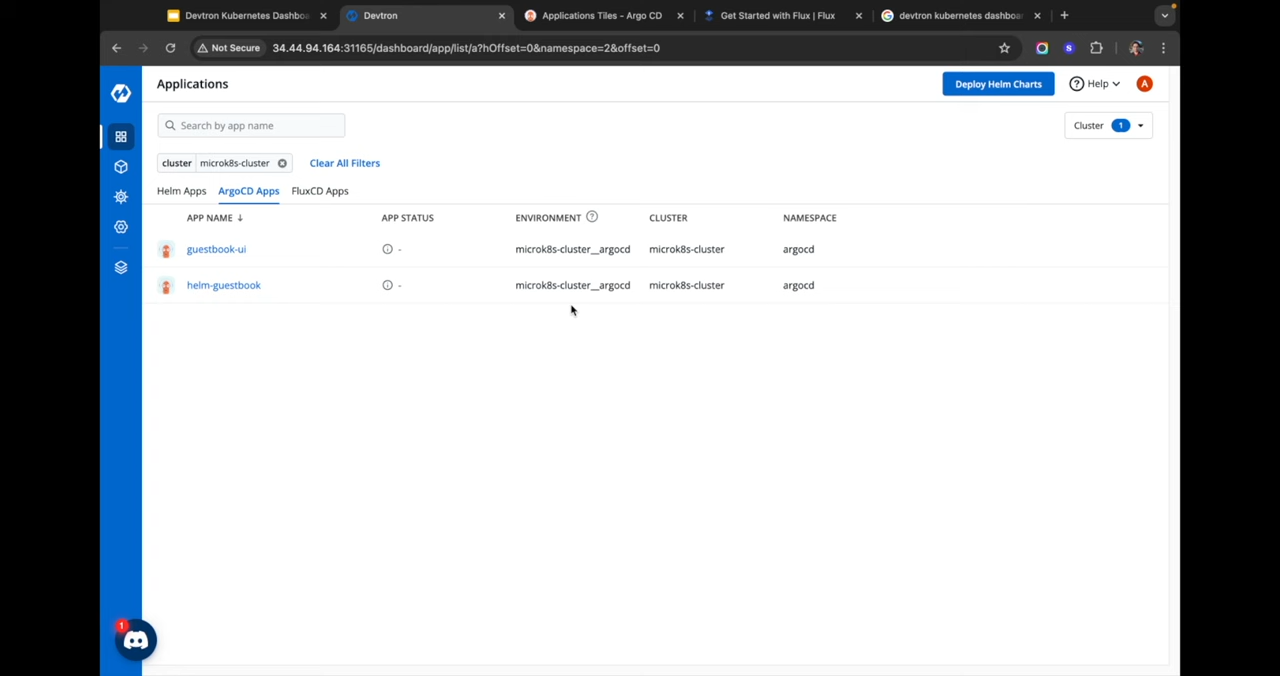 Devtron Kubernetes Dashbo
Devtron
Applications Tiles - Argo CD
Get Started with Flux | Flux
devtron kubernetes dashboa
Not Secure
34.44.94.164:31165/dashboard/app/list/a?hOffset=0&namespace=2&offset=0
S
Applications
Deploy Helm Charts
? Help
A
Search by app name
Cluster 1
cluster microk8s-cluster
Clear All Filters
Helm Apps ArgoCD Apps FluxCD Apps
APP NAME ↓ APP STATUS ENVIRONMENT ? CLUSTER NAMESPACE
guestbook-ui - microk8s-cluster__argocd microk8s-cluster argocd
helm-guestbook - microk8s-cluster__argocd microk8s-cluster argocd
1